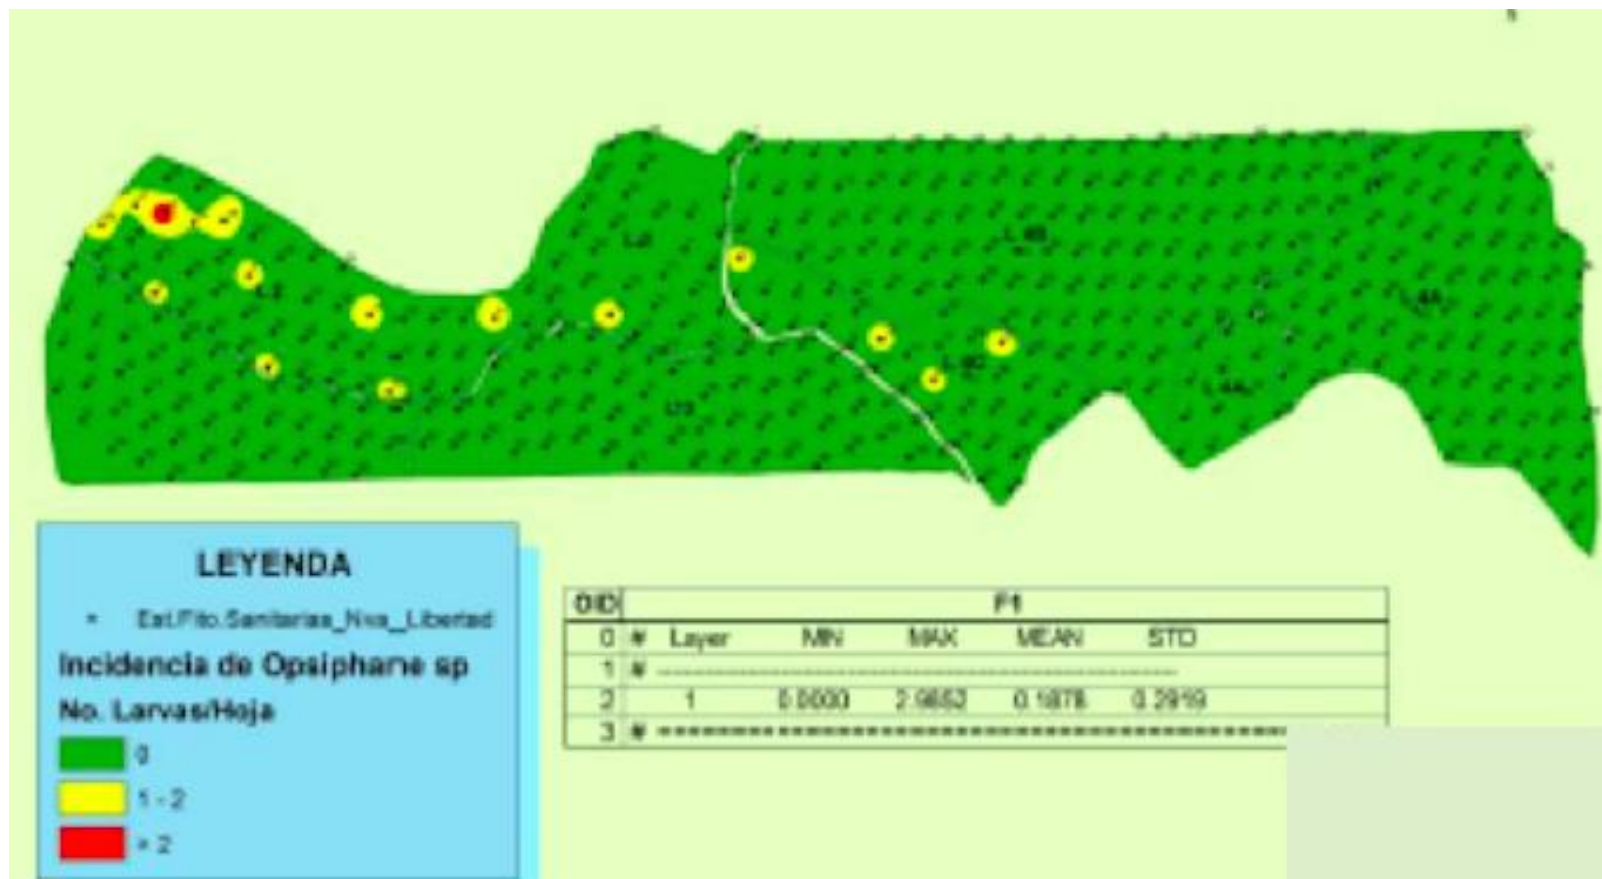 LEYENDA
Est.Fito.Sanitarias_Nva_Libertad
Incidencia de Opsiphane sp
No. Larvas/Hoja
0
1 - 2
> 2
OID F1
0 # Layer MIN MAX MEAN STD
1 # ----------------------------------------------------------
2 1 0.0000 2.9652 0.1878 0.2919
3 # ==========================================